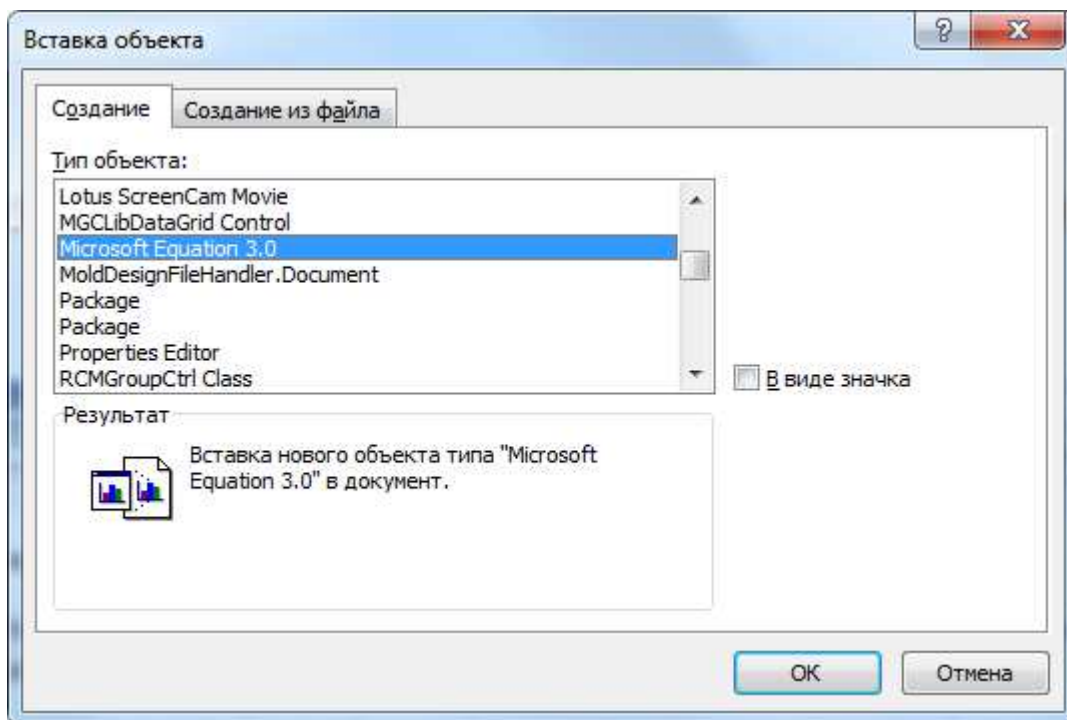 Вставка объекта
Создание
Создание из файла
Тип объекта:
Lotus ScreenCam Movie
MGCLibDataGrid Control
Microsoft Equation 3.0
MoldDesignFileHandler.Document
Package
Package
Properties Editor
RCMGroupCtrl Class
В виде значка
Результат
Вставка нового объекта типа "Microsoft
Equation 3.0" в документ.
ОК
Отмена